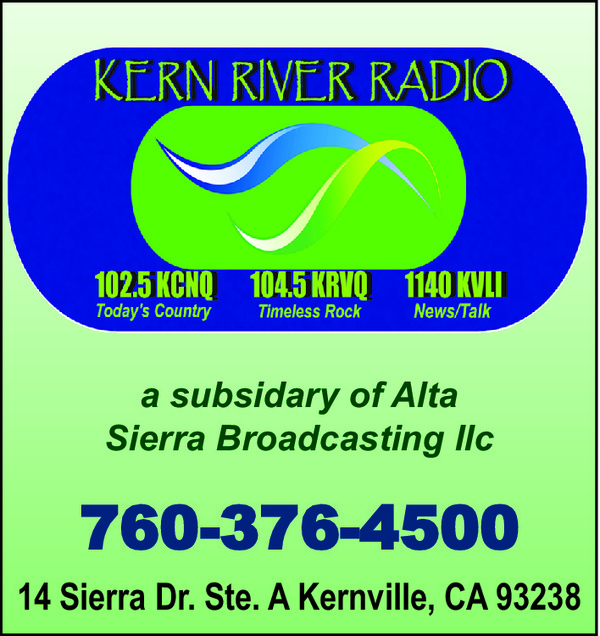 KERN RIVER RADIO
102.5 KCNQ 104.5 KRVQ 1140 KVLI
Today's Country Timeless Rock News/Talk
a subsidary of Alta
Sierra Broadcasting llc
760-376-4500
14 Sierra Dr. Ste. A Kernville, CA 93238